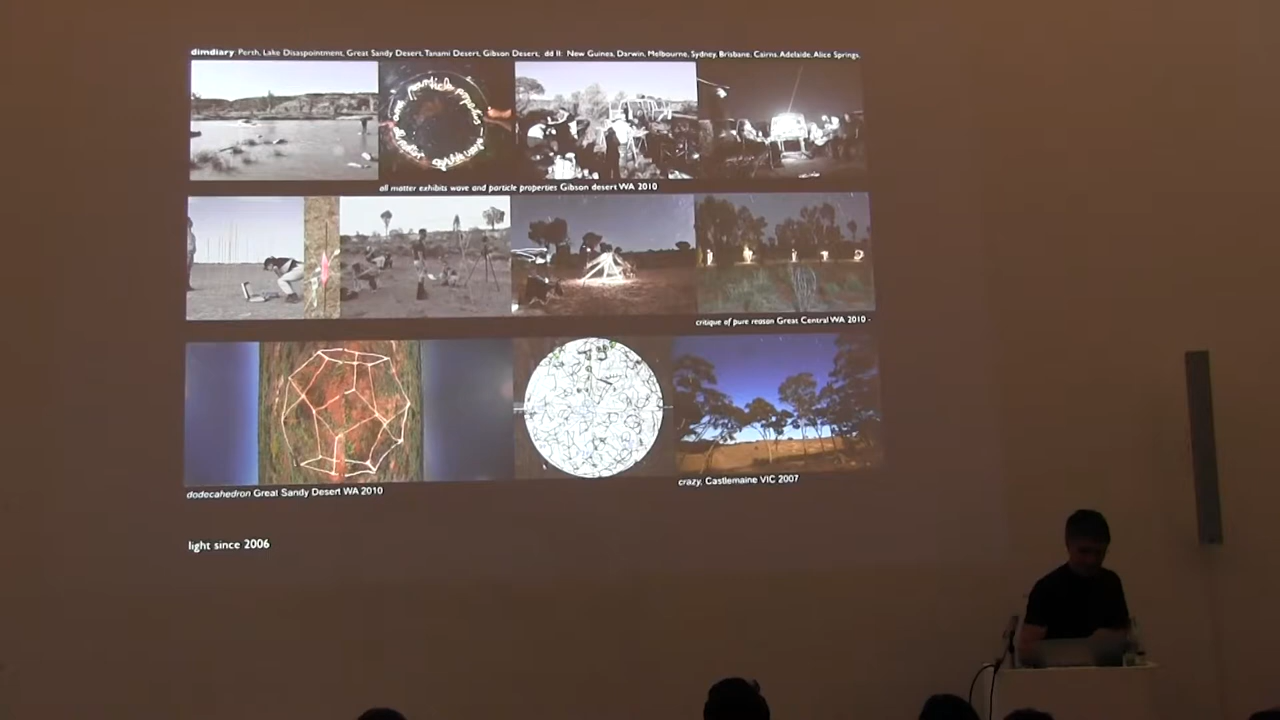 dimdiary: Perth, Lake Disaspointment, Great Sandy Desert, Tanami Desert, Gibson Desert, dd II: New Guinea, Darwin, Melbourne, Sydney, Brisbane, Cairns, Adelaide, Alice Springs,
particle
all matter exhibits wave and particle properties Gibson desert WA 2010
critique of pure reason Great Central WA 2010 -
dodecahedron Great Sandy Desert WA 2010
crazy, Castlemaine VIC 2007
light since 2006